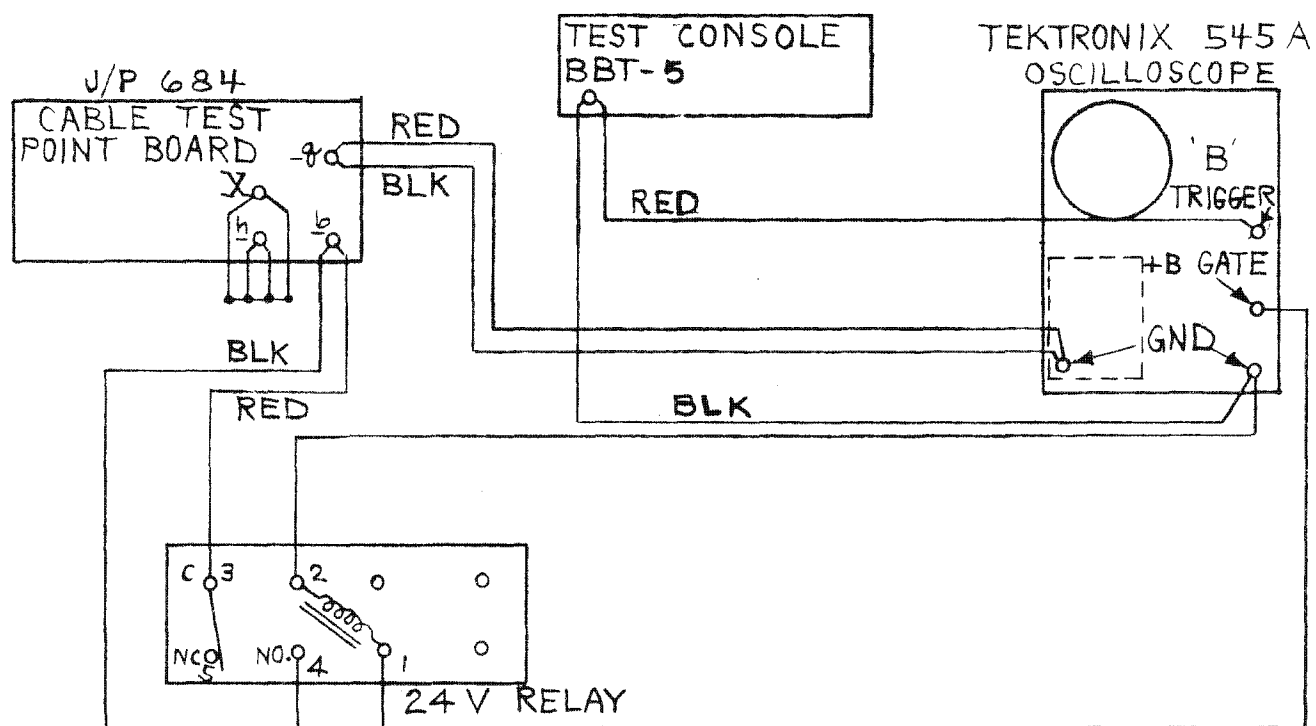 J/P 684
CABLE TEST
POINT BOARD
-q
X
h
b
RED
BLK
TEST CONSOLE
BBT-5
RED
TEKTRONIX 545A
OSCILLOSCOPE
'B'
TRIGGER
+B GATE
GND
BLK
RED
BLK
C 3
2
NC
5
NO.
4
1
24 V RELAY